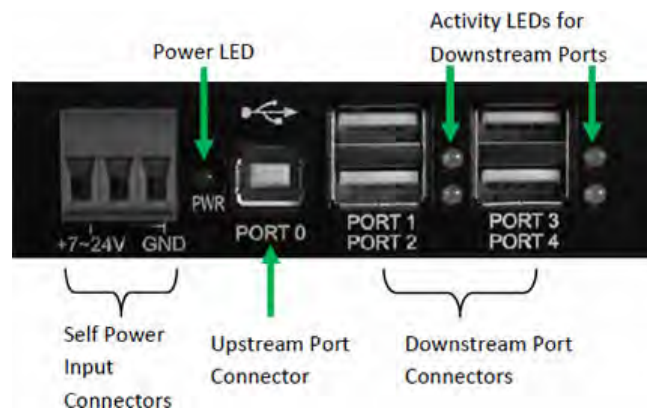 Activity LEDs for
Power LED
Downstream Ports
PWR
PORT 0
PORT 1
PORT 2
PORT 3
PORT 4
+7~24V
GND
Self Power
Input
Connectors
Upstream Port
Connector
Downstream Port
Connectors